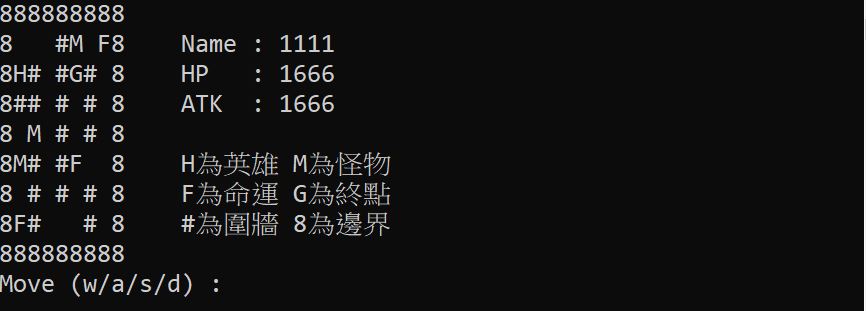 888888888
8   #M F8    Name : 1111
8H# #G# 8    HP   : 1666
8## # # 8    ATK  : 1666
8 M # # 8
8M# #F  8    H為英雄 M為怪物
8 # # # 8    F為命運 G為終點
8F#   # 8    #為圍牆 8為邊界
888888888
Move (w/a/s/d) :